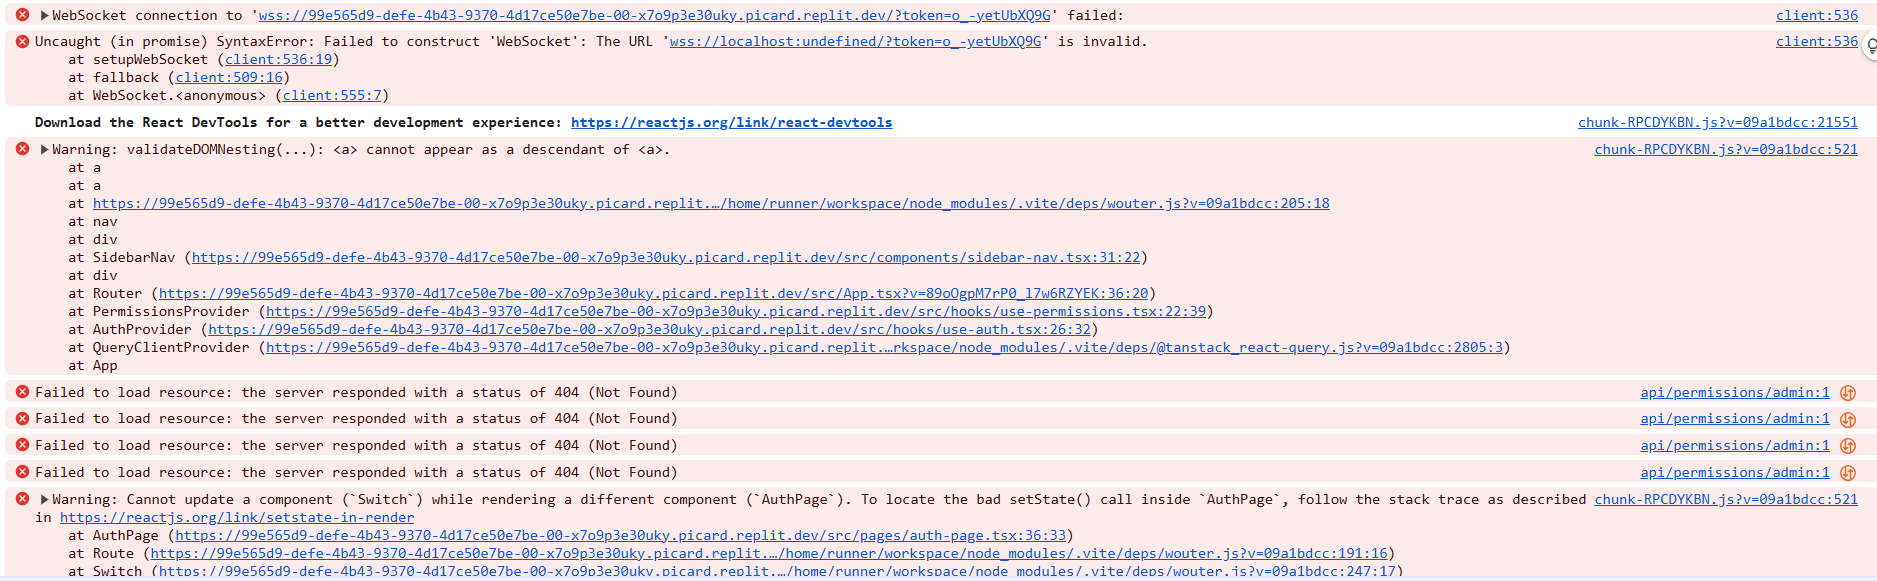 WebSocket connection to 'wss://99e565d9-defe-4b43-9370-4d17ce50e7be-00-x7o9p3e30uky.picard.replit.dev/?token=o_-yetUbXQ9G' failed: client:536
Uncaught (in promise) SyntaxError: Failed to construct 'WebSocket': The URL 'wss://localhost:undefined/?token=o_-yetUbXQ9G' is invalid. client:536
at setupWebSocket (client:536:19)
at fallback (client:509:16)
at WebSocket.<anonymous> (client:555:7)
Download the React DevTools for a better development experience: https://reactjs.org/link/react-devtools chunk-RPCDYKBN.js?v=09a1bdcc:21551
Warning: validateDOMNesting(...): <a> cannot appear as a descendant of <a>. chunk-RPCDYKBN.js?v=09a1bdcc:521
at a
at a
at https://99e565d9-defe-4b43-9370-4d17ce50e7be-00-x7o9p3e30uky.picard.replit.…/home/runner/workspace/node_modules/.vite/deps/wouter.js?v=09a1bdcc:205:18
at nav
at div
at SidebarNav (https://99e565d9-defe-4b43-9370-4d17ce50e7be-00-x7o9p3e30uky.picard.replit.dev/src/components/sidebar-nav.tsx:31:22)
at div
at Router (https://99e565d9-defe-4b43-9370-4d17ce50e7be-00-x7o9p3e30uky.picard.replit.dev/src/App.tsx?v=89oOgpM7rP0_l7w6RZYEK:36:20)
at PermissionsProvider (https://99e565d9-defe-4b43-9370-4d17ce50e7be-00-x7o9p3e30uky.picard.replit.dev/src/hooks/use-permissions.tsx:22:39)
at AuthProvider (https://99e565d9-defe-4b43-9370-4d17ce50e7be-00-x7o9p3e30uky.picard.replit.dev/src/hooks/use-auth.tsx:26:32)
at QueryClientProvider (https://99e565d9-defe-4b43-9370-4d17ce50e7be-00-x7o9p3e30uky.picard.replit.…rkspace/node_modules/.vite/deps/@tanstack_react-query.js?v=09a1bdcc:2805:3)
at App
Failed to load resource: the server responded with a status of 404 (Not Found) api/permissions/admin:1
Failed to load resource: the server responded with a status of 404 (Not Found) api/permissions/admin:1
Failed to load resource: the server responded with a status of 404 (Not Found) api/permissions/admin:1
Failed to load resource: the server responded with a status of 404 (Not Found) api/permissions/admin:1
Warning: Cannot update a component (`Switch`) while rendering a different component (`AuthPage`). To locate the bad setState() call inside `AuthPage`, follow the stack trace as described chunk-RPCDYKBN.js?v=09a1bdcc:521
in https://reactjs.org/link/setstate-in-render
at AuthPage (https://99e565d9-defe-4b43-9370-4d17ce50e7be-00-x7o9p3e30uky.picard.replit.dev/src/pages/auth-page.tsx:36:33)
at Route (https://99e565d9-defe-4b43-9370-4d17ce50e7be-00-x7o9p3e30uky.picard.replit.…/home/runner/workspace/node_modules/.vite/deps/wouter.js?v=09a1bdcc:191:16)
at Switch (https://99e565d9-defe-4b43-9370-4d17ce50e7be-00-x7o9p3e30uky.picard.replit.…/home/runner/workspace/node_modules/.vite/deps/wouter.js?v=09a1bdcc:247:17)